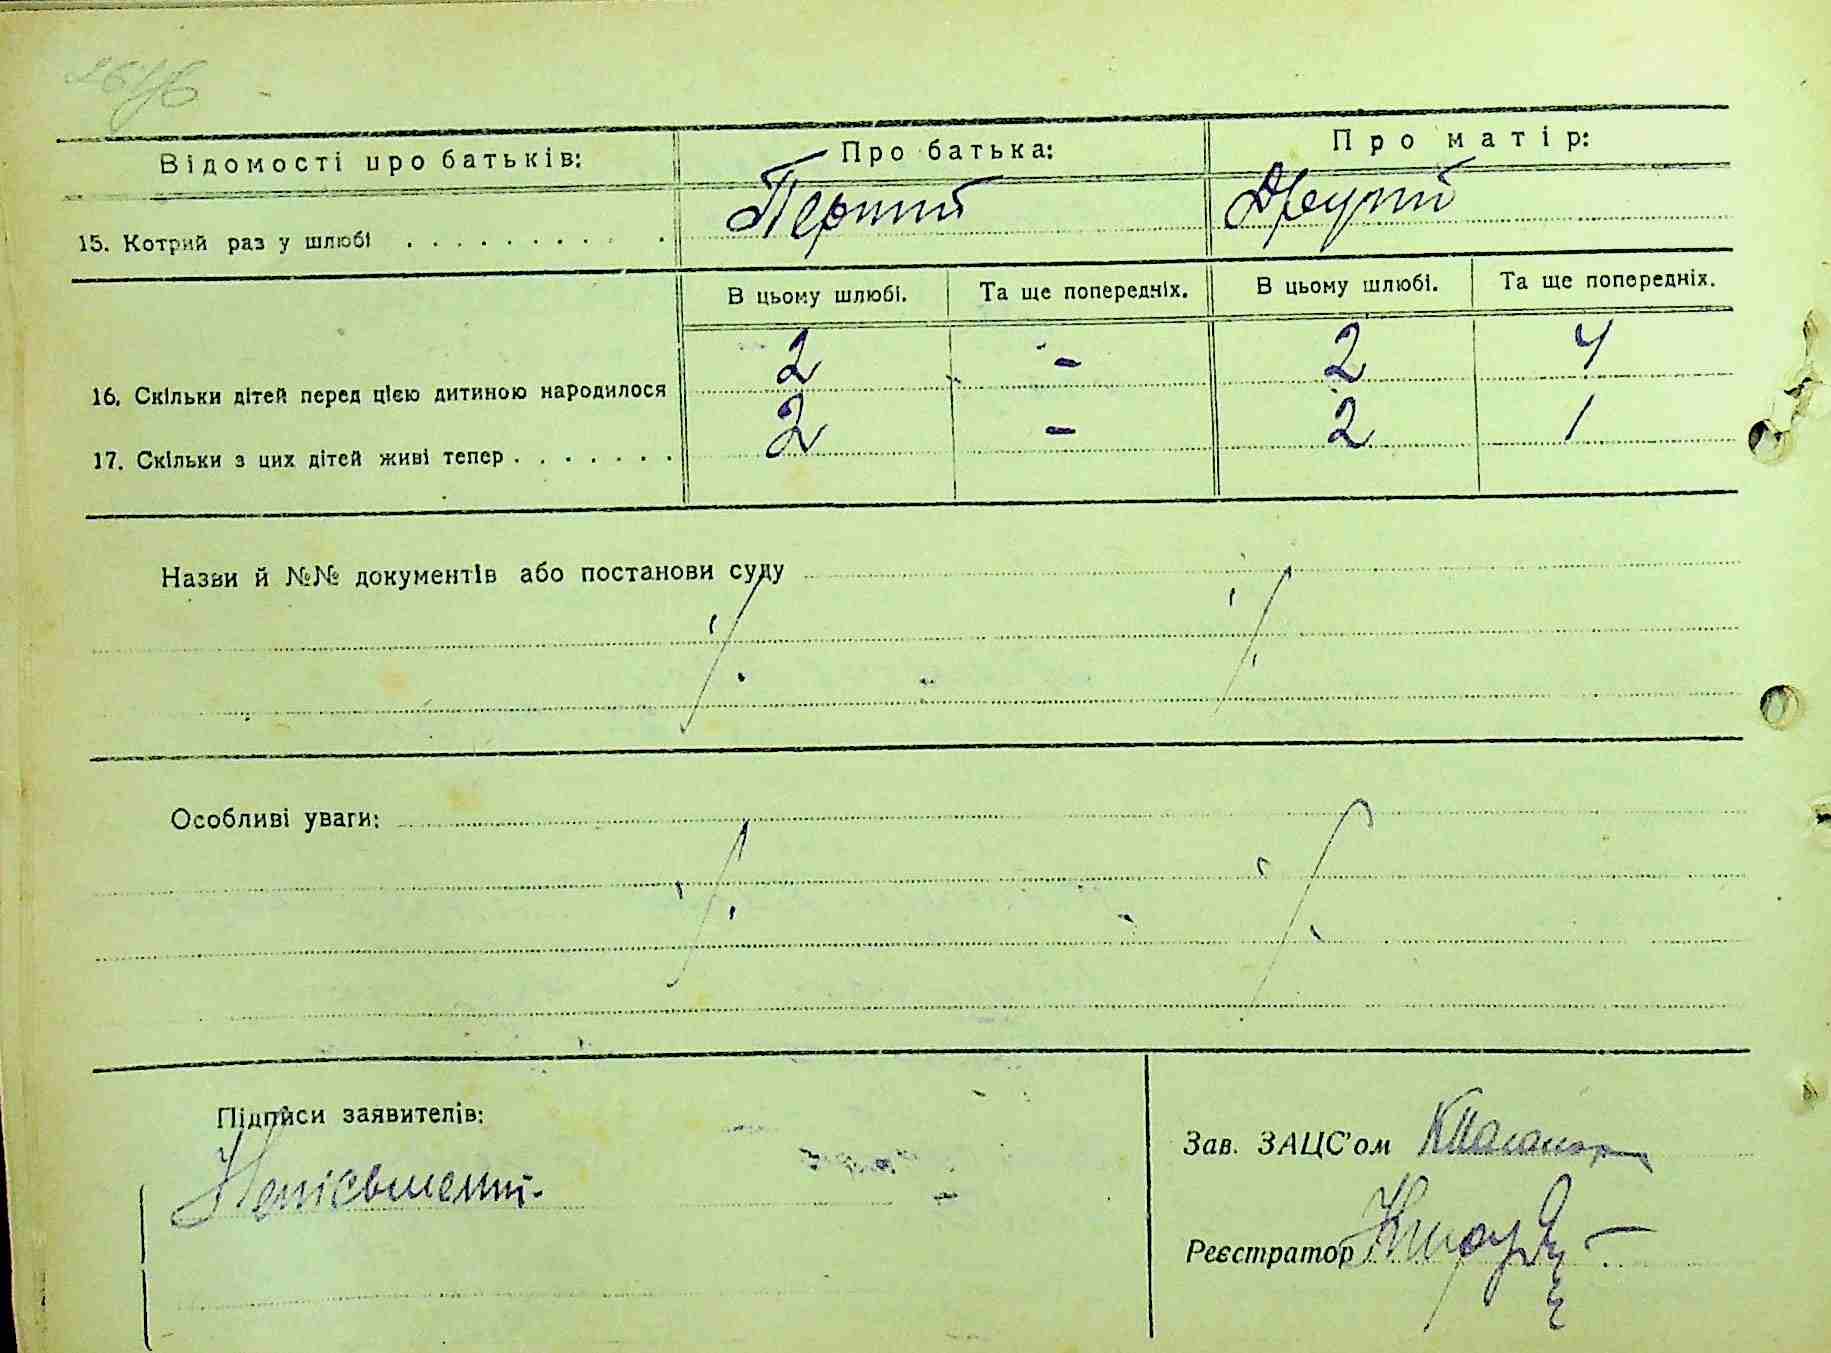 Відомості про батьків: Про батька: Про матір:
15. Котрий раз у шлюбі . . . . . . . . . . . Перший Другий
В цьому шлюбі. Та ще попередніх. В цьому шлюбі. Та ще попередніх.
16. Скільки дітей перед цією дитиною народилося 2 - 2 4
17. Скільки з цих дітей живі тепер . . . . . . . 2 - 2 1
Назви й №№ документів або постанови суду
Особливі уваги:
Підписи заявителів:
Неписьменні.
Зав. ЗАЦС'ом
Реєстратор